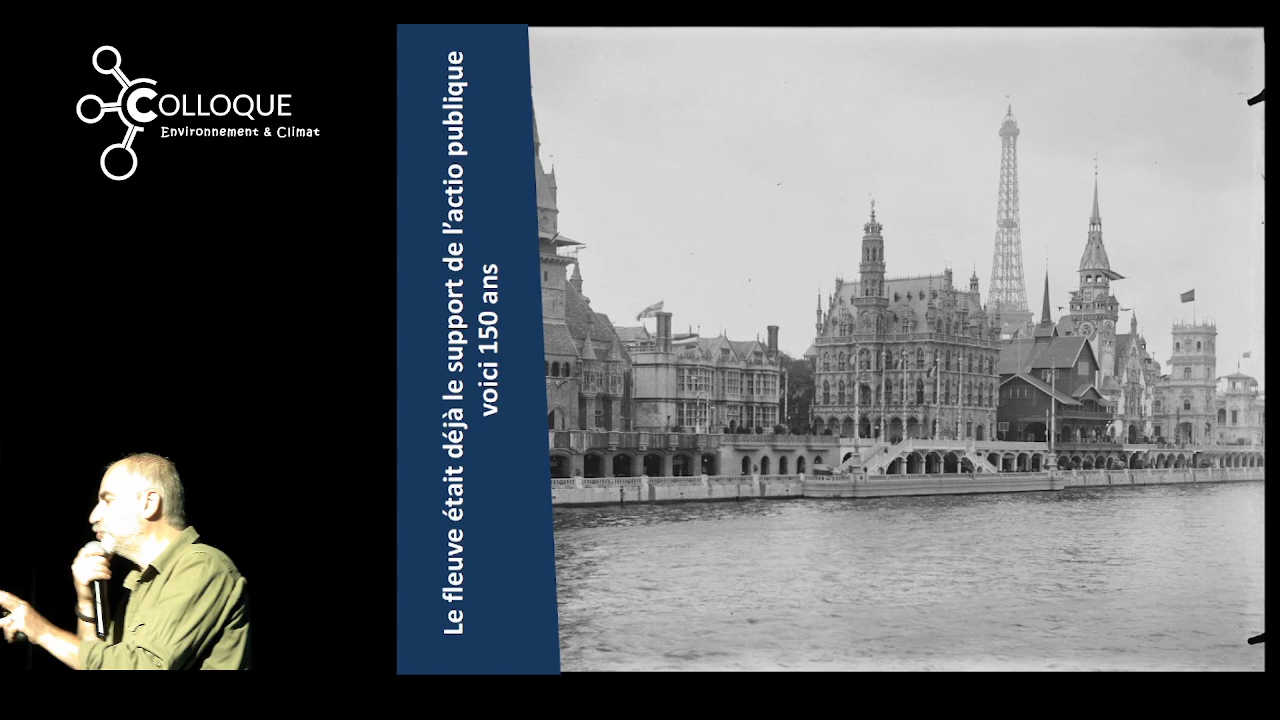 COLLOQUE
Environnement & Climat
Le fleuve était déjà le support de l'actio publique
voici 150 ans